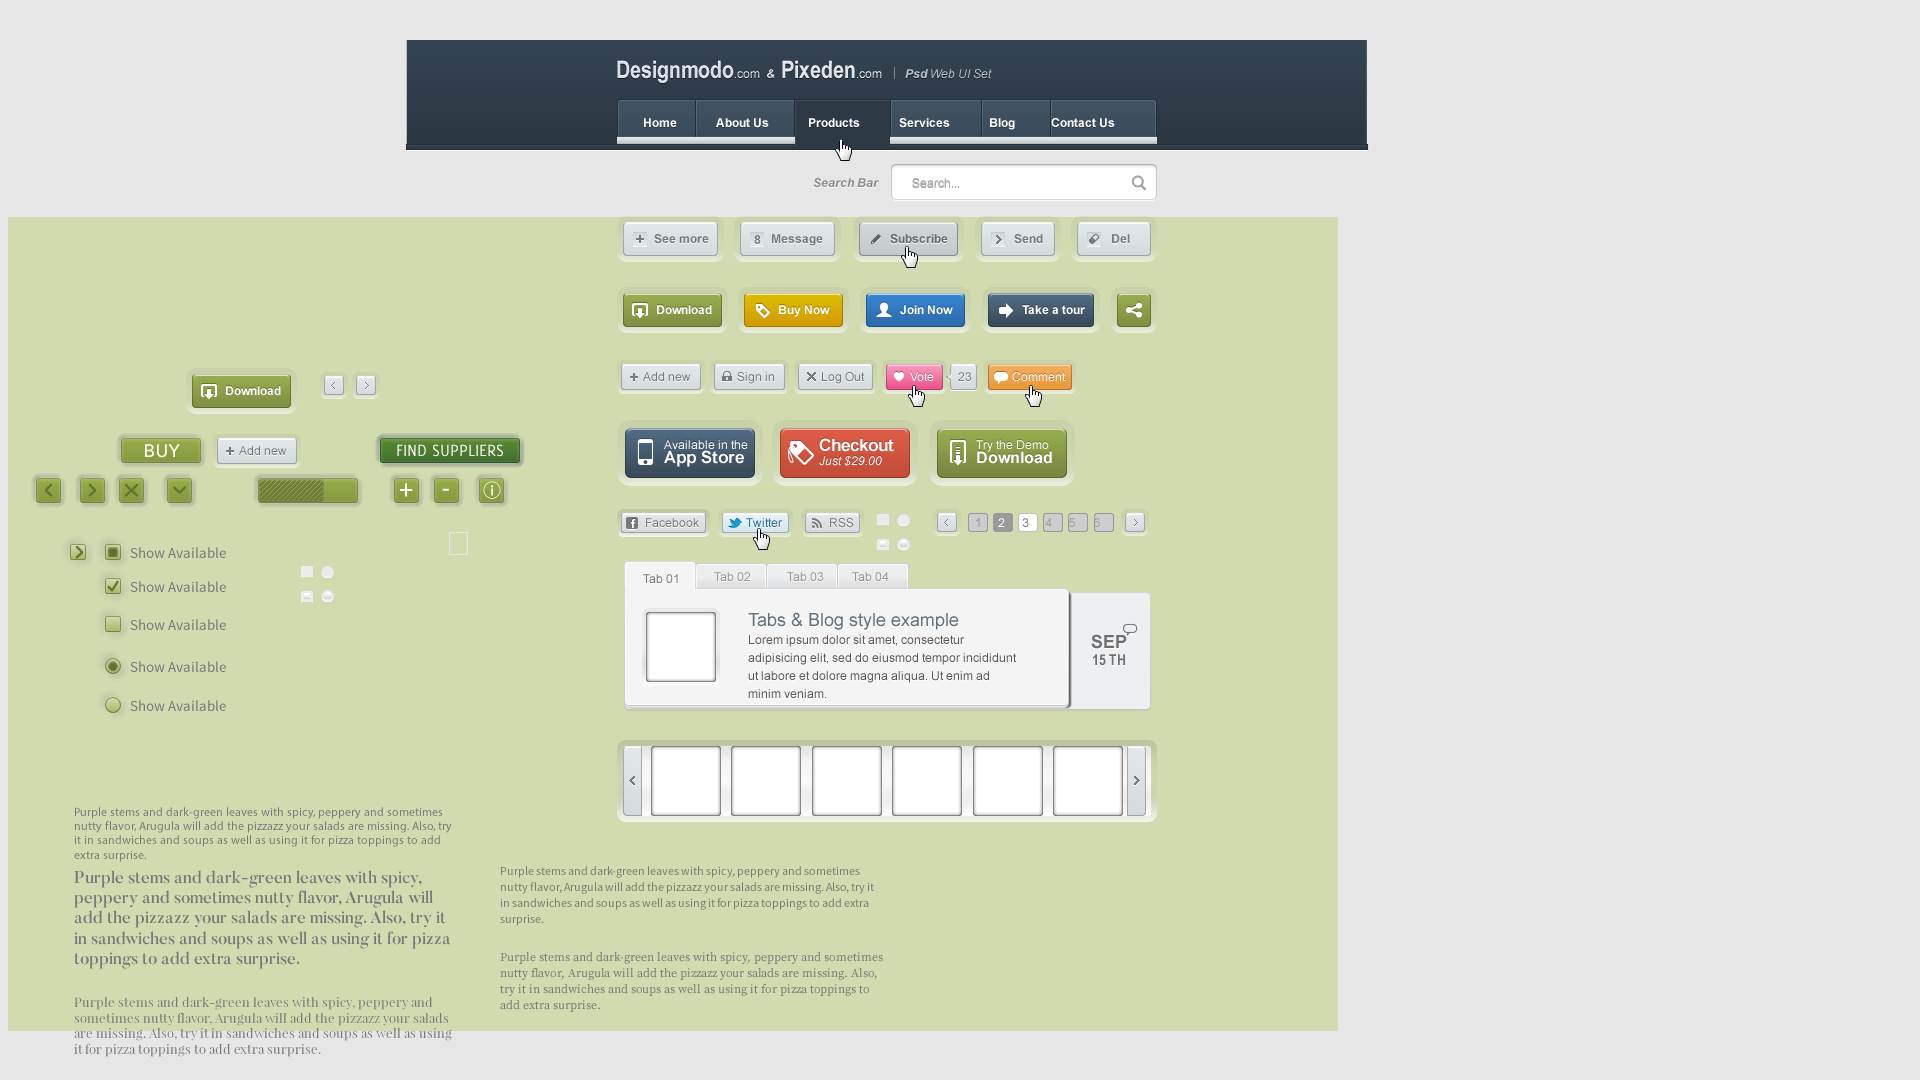 Designmodo.com & Pixeden.com | Psd Web UI Set
Home About Us Products Services Blog Contact Us
Search Bar Search...
See more 8 Message Subscribe Send Del
Download Buy Now Join Now Take a tour
Add new Sign in Log Out Vote 23 Comment
Available in the
App Store
Checkout
Just $29.00
Try the Demo
Download
Facebook Twitter RSS 1 2 3 4 5 6
Tab 01 Tab 02 Tab 03 Tab 04
Tabs & Blog style example
Lorem ipsum dolor sit amet, consectetur
adipisicing elit, sed do eiusmod tempor incididunt
ut labore et dolore magna aliqua. Ut enim ad
minim veniam.
SEP
15 TH
Download
BUY Add new FIND SUPPLIERS
+ - i
Show Available
Show Available
Show Available
Show Available
Show Available
Purple stems and dark-green leaves with spicy, peppery and sometimes
nutty flavor, Arugula will add the pizzazz your salads are missing. Also, try
it in sandwiches and soups as well as using it for pizza toppings to add
extra surprise.
Purple stems and dark-green leaves with spicy,
peppery and sometimes nutty flavor, Arugula will
add the pizzazz your salads are missing. Also, try it
in sandwiches and soups as well as using it for pizza
toppings to add extra surprise.
Purple stems and dark-green leaves with spicy, peppery and
sometimes nutty flavor, Arugula will add the pizzazz your salads
are missing. Also, try it in sandwiches and soups as well as using
it for pizza toppings to add extra surprise.
Purple stems and dark-green leaves with spicy, peppery and sometimes
nutty flavor, Arugula will add the pizzazz your salads are missing. Also, try it
in sandwiches and soups as well as using it for pizza toppings to add extra
surprise.
Purple stems and dark-green leaves with spicy, peppery and sometimes
nutty flavor, Arugula will add the pizzazz your salads are missing. Also,
try it in sandwiches and soups as well as using it for pizza toppings to
add extra surprise.